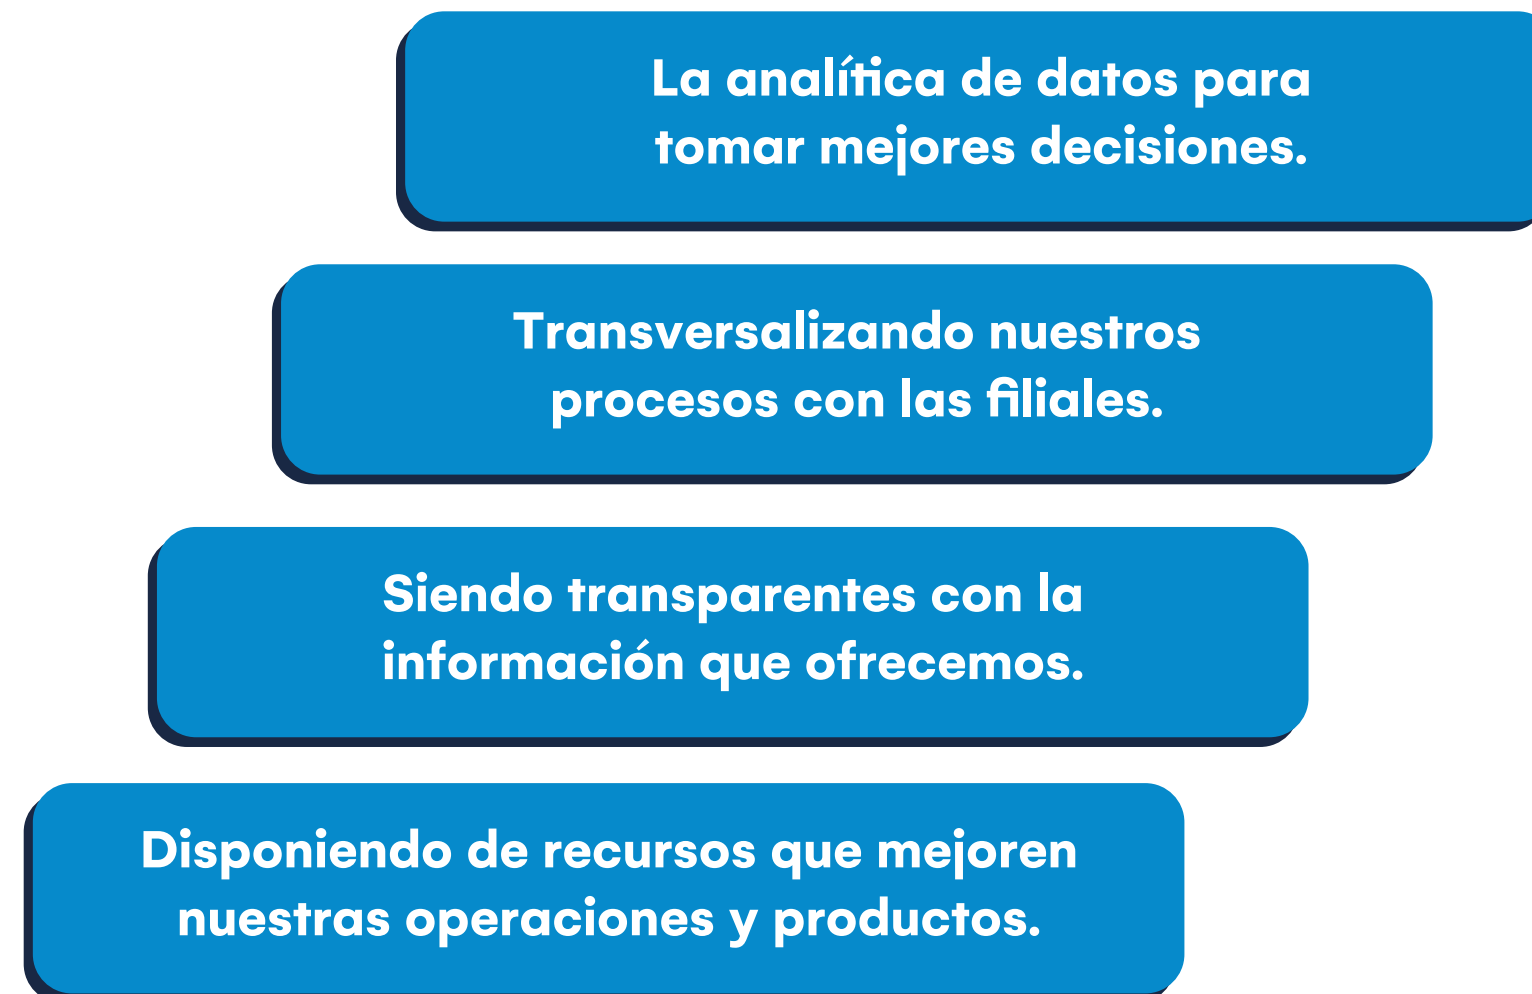 La analítica de datos para
tomar mejores decisiones.
Transversalizando nuestros
procesos con las filiales.
Siendo transparentes con la
información que ofrecemos.
Disponiendo de recursos que mejoren
nuestras operaciones y productos.